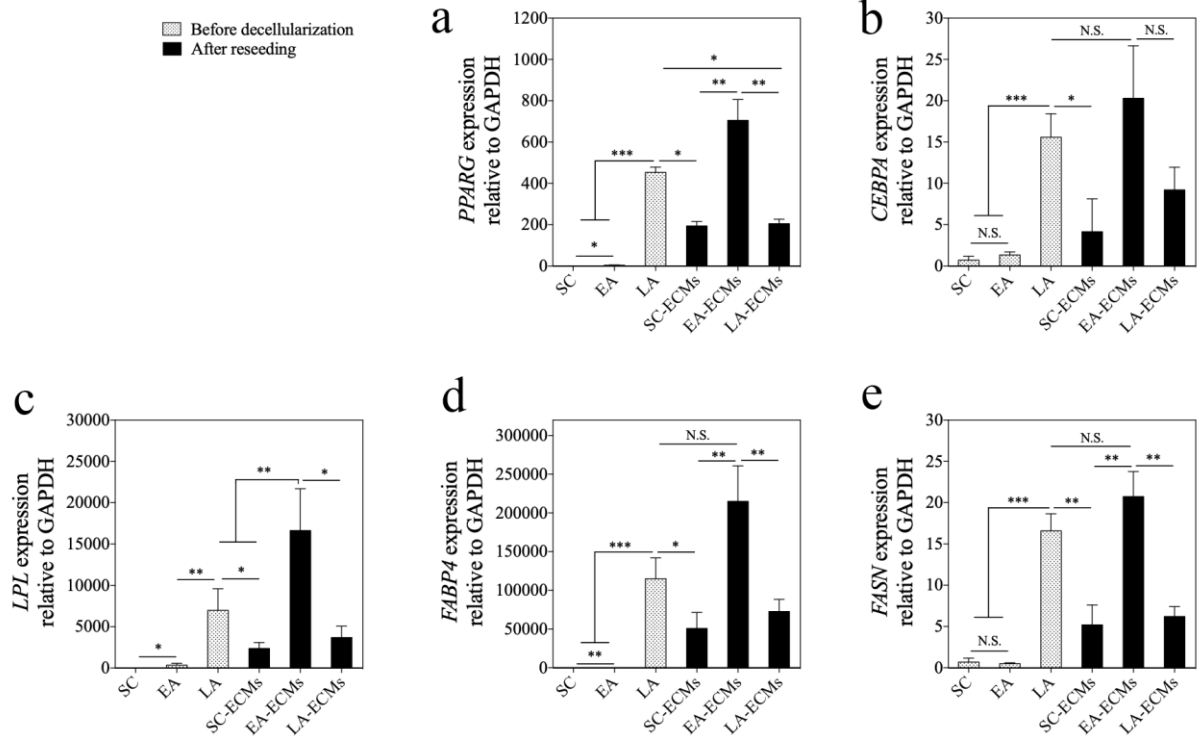 Before decellularization
After reseeding
a
PPARG expression
relative to GAPDH
1200
1000
800
600
400
200
0
*
***
*
**
**
*
SC
EA
LA
SC-ECMs
EA-ECMs
LA-ECMs
b
CEBPA expression
relative to GAPDH
30
25
20
15
10
5
0
N.S.
***
*
N.S.
N.S.
SC
EA
LA
SC-ECMs
EA-ECMs
LA-ECMs
c
LPL expression
relative to GAPDH
30000
25000
20000
15000
10000
5000
0
*
**
*
**
*
SC
EA
LA
SC-ECMs
EA-ECMs
LA-ECMs
d
FABP4 expression
relative to GAPDH
300000
250000
200000
150000
100000
50000
0
**
***
*
N.S.
**
**
SC
EA
LA
SC-ECMs
EA-ECMs
LA-ECMs
e
FASN expression
relative to GAPDH
30
25
20
15
10
5
0
N.S.
***
**
N.S.
**
**
SC
EA
LA
SC-ECMs
EA-ECMs
LA-ECMs